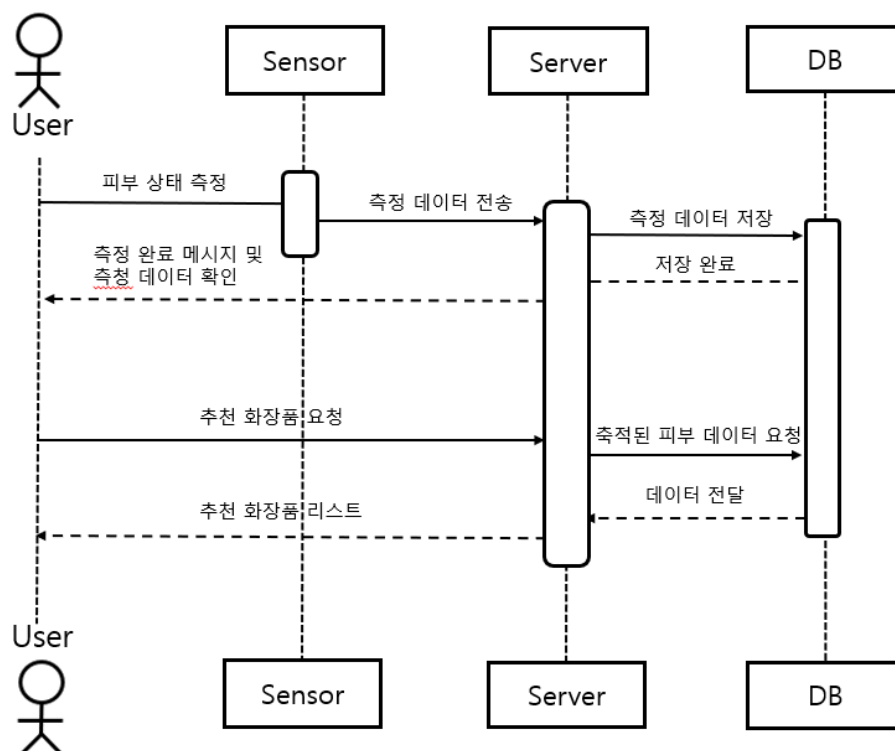 Sensor
Server
DB
User
피부 상태 측정
측정 데이터 전송
측정 데이터 저장
측정 완료 메시지 및
측청 데이터 확인
저장 완료
추천 화장품 요청
축적된 피부 데이터 요청
데이터 전달
추천 화장품 리스트
User
Sensor
Server
DB